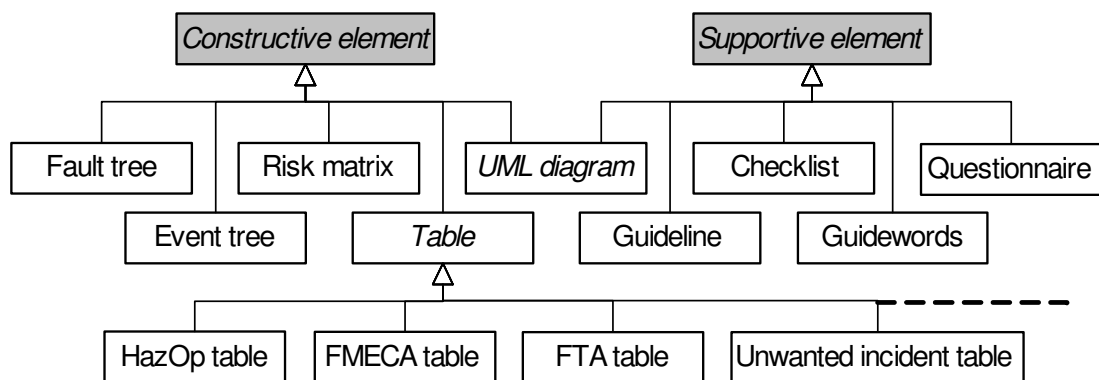 Constructive element
Supportive element
Fault tree
Risk matrix
UML diagram
Checklist
Questionnaire
Event tree
Table
Guideline
Guidewords
HazOp table
FMECA table
FTA table
Unwanted incident table